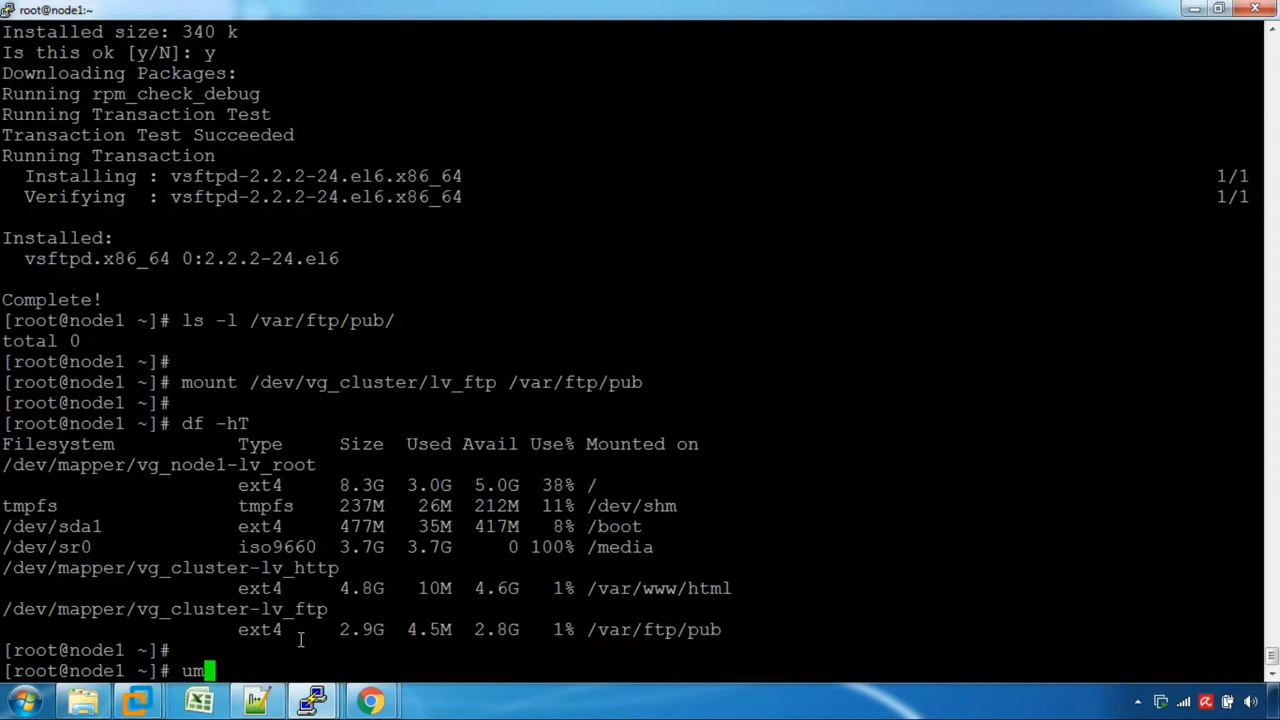 root@node1:~
Installed size: 340 k
Is this ok [y/N]: y
Downloading Packages:
Running rpm_check_debug
Running Transaction Test
Transaction Test Succeeded
Running Transaction
  Installing : vsftpd-2.2.2-24.el6.x86_64 1/1
  Verifying  : vsftpd-2.2.2-24.el6.x86_64 1/1
Installed:
  vsftpd.x86_64 0:2.2.2-24.el6
Complete!
[root@node1 ~]# ls -l /var/ftp/pub/
total 0
[root@node1 ~]#
[root@node1 ~]# mount /dev/vg_cluster/lv_ftp /var/ftp/pub
[root@node1 ~]#
[root@node1 ~]# df -hT
Filesystem Type Size Used Avail Use% Mounted on
/dev/mapper/vg_node1-lv_root
ext4 8.3G 3.0G 5.0G 38% /
tmpfs tmpfs 237M 26M 212M 11% /dev/shm
/dev/sda1 ext4 477M 35M 417M 8% /boot
/dev/sr0 iso9660 3.7G 3.7G 0 100% /media
/dev/mapper/vg_cluster-lv_http
ext4 4.8G 10M 4.6G 1% /var/www/html
/dev/mapper/vg_cluster-lv_ftp
ext4 2.9G 4.5M 2.8G 1% /var/ftp/pub
[root@node1 ~]#
[root@node1 ~]# um